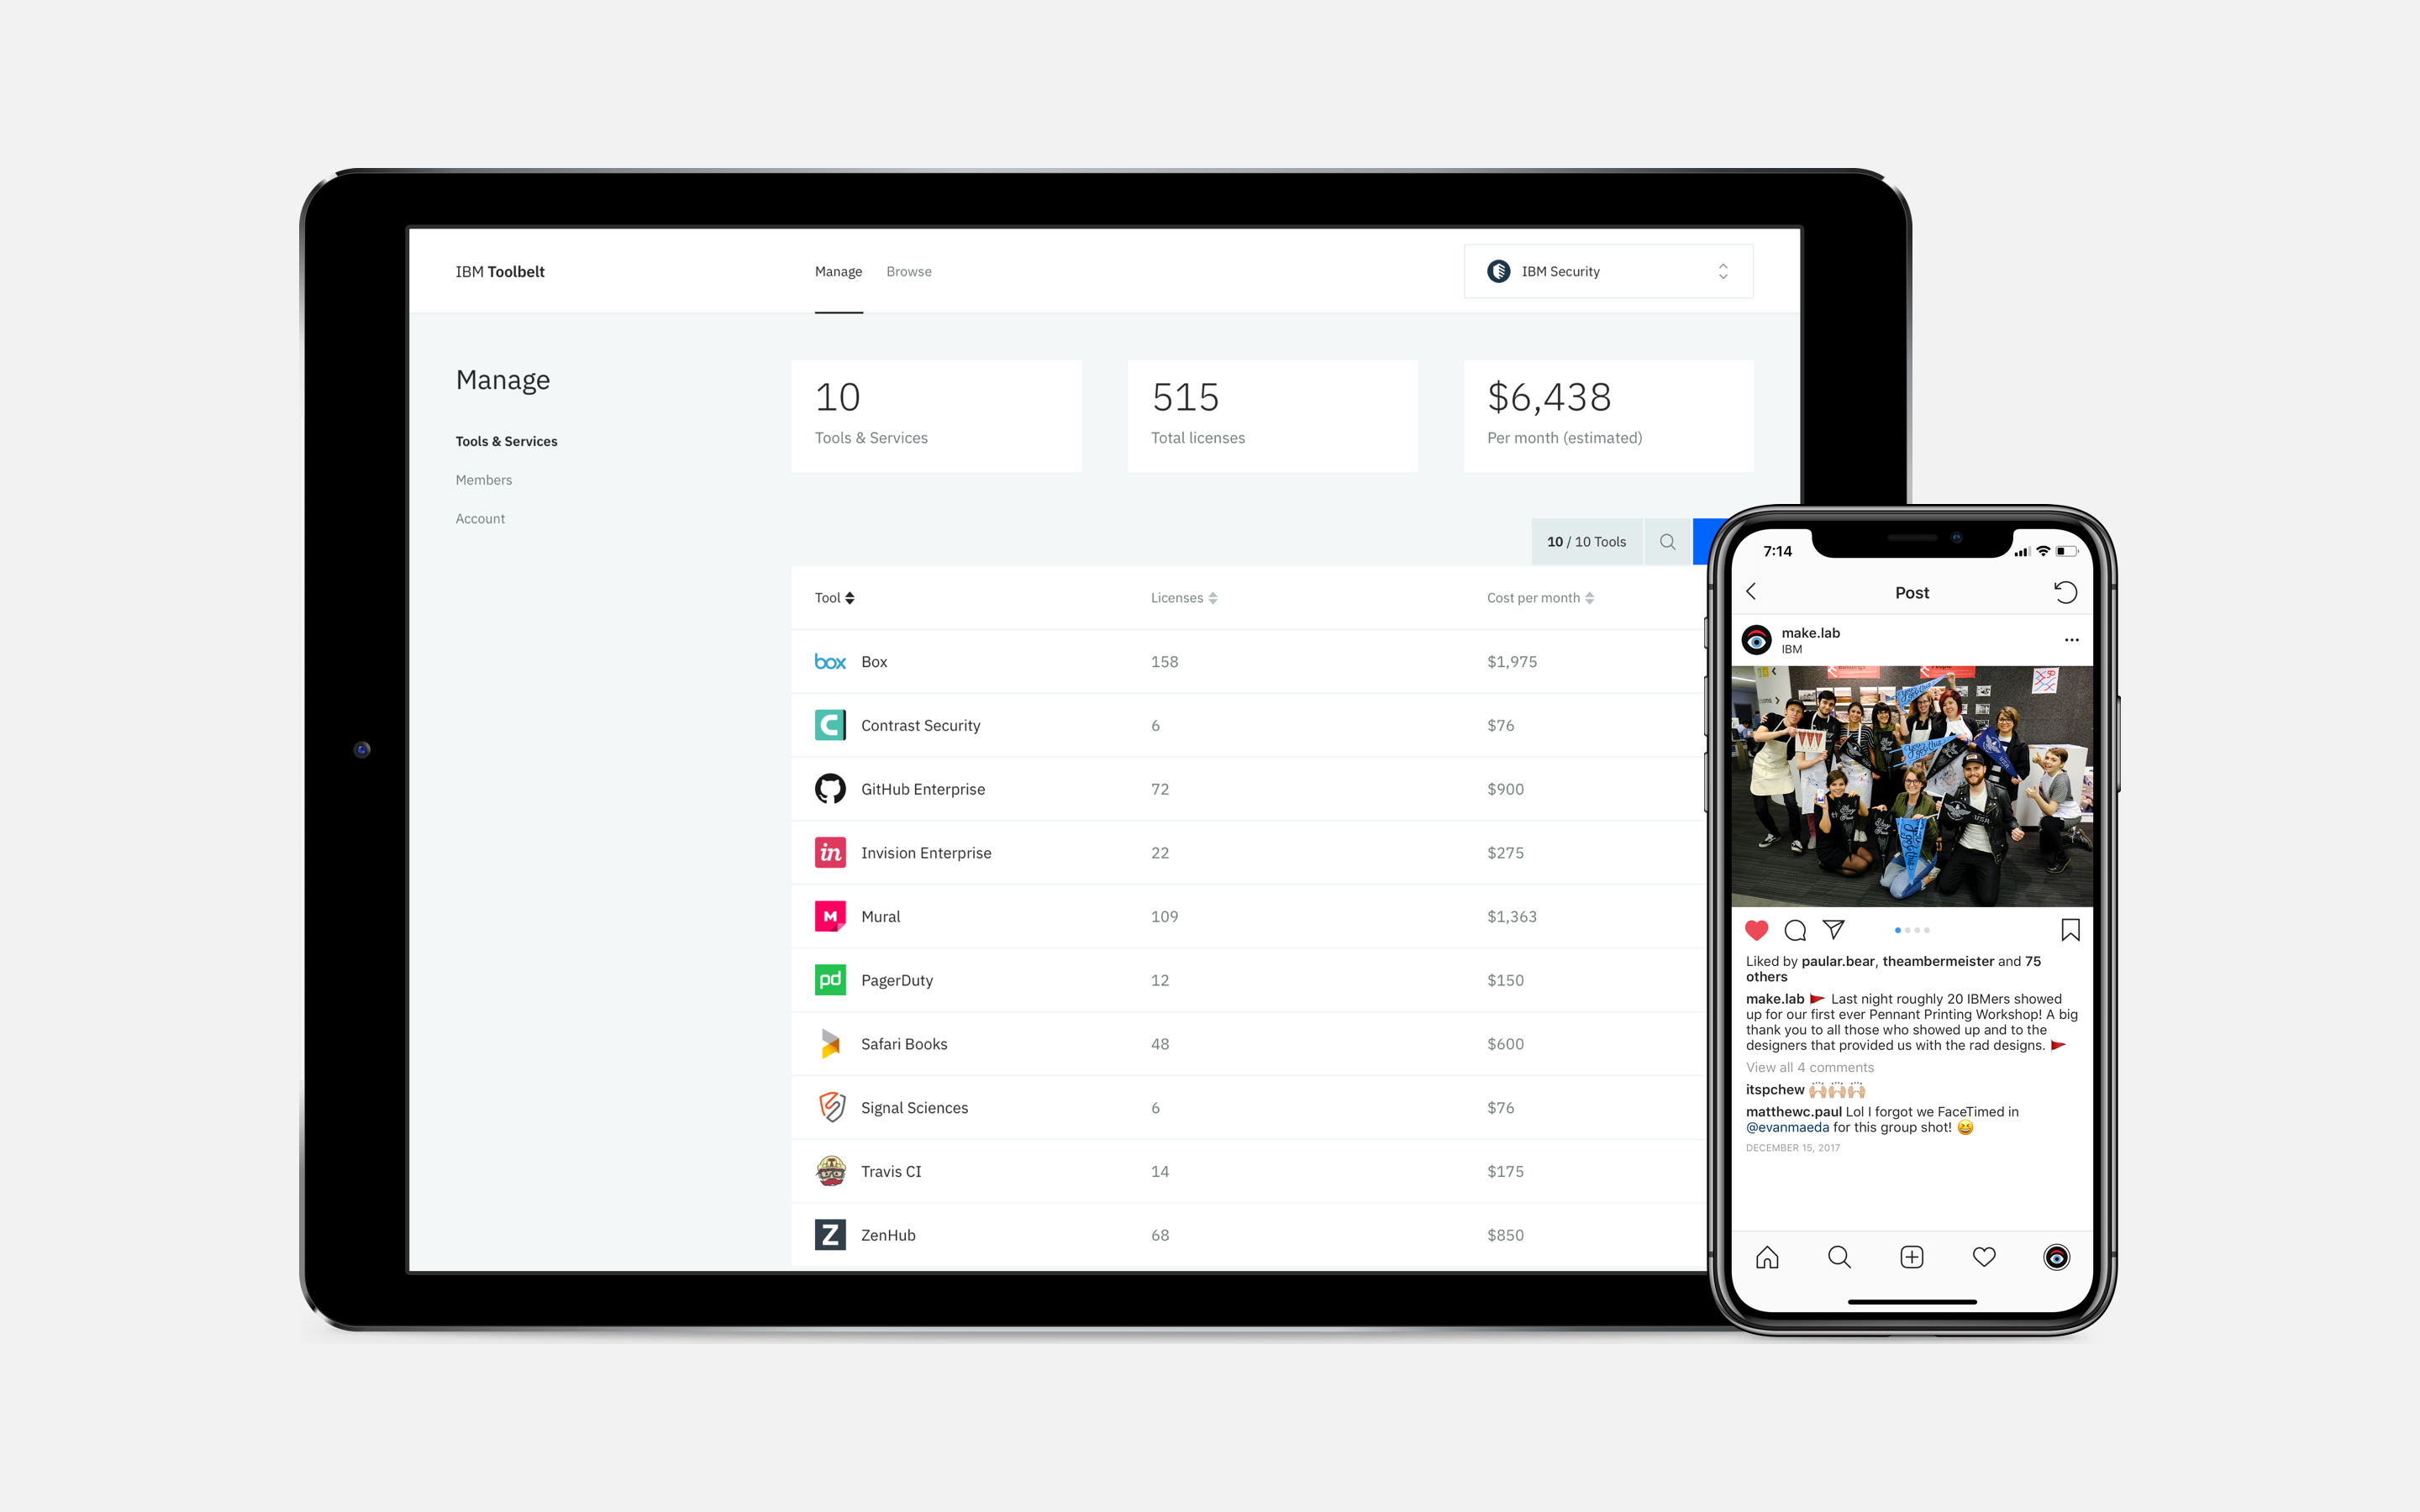 IBM Toolbelt
Manage
Browse
IBM Security
Manage
Tools & Services
Members
Account
10
Tools & Services
515
Total licenses
$6,438
Per month (estimated)
10 / 10 Tools
Tool
Licenses
Cost per month
box
Box
158
$1,975
C
Contrast Security
6
$76
GitHub Enterprise
72
$900
in
Invision Enterprise
22
$275
M
Mural
109
$1,363
pd
PagerDuty
12
$150
Safari Books
48
$600
Signal Sciences
6
$76
Travis CI
14
$175
Z
ZenHub
68
$850
7:14
Post
make.lab
IBM
USA
Liked by paular.bear, theambermeister and 75
others
make.lab Last night roughly 20 IBMers showed
up for our first ever Pennant Printing Workshop! A big
thank you to all those who showed up and to the
designers that provided us with the rad designs.
View all 4 comments
itspchew 🙌🏼🙌🏼🙌🏼
matthewc.paul Lol I forgot we FaceTimed in
@evanmaeda for this group shot! 😆
DECEMBER 15, 2017